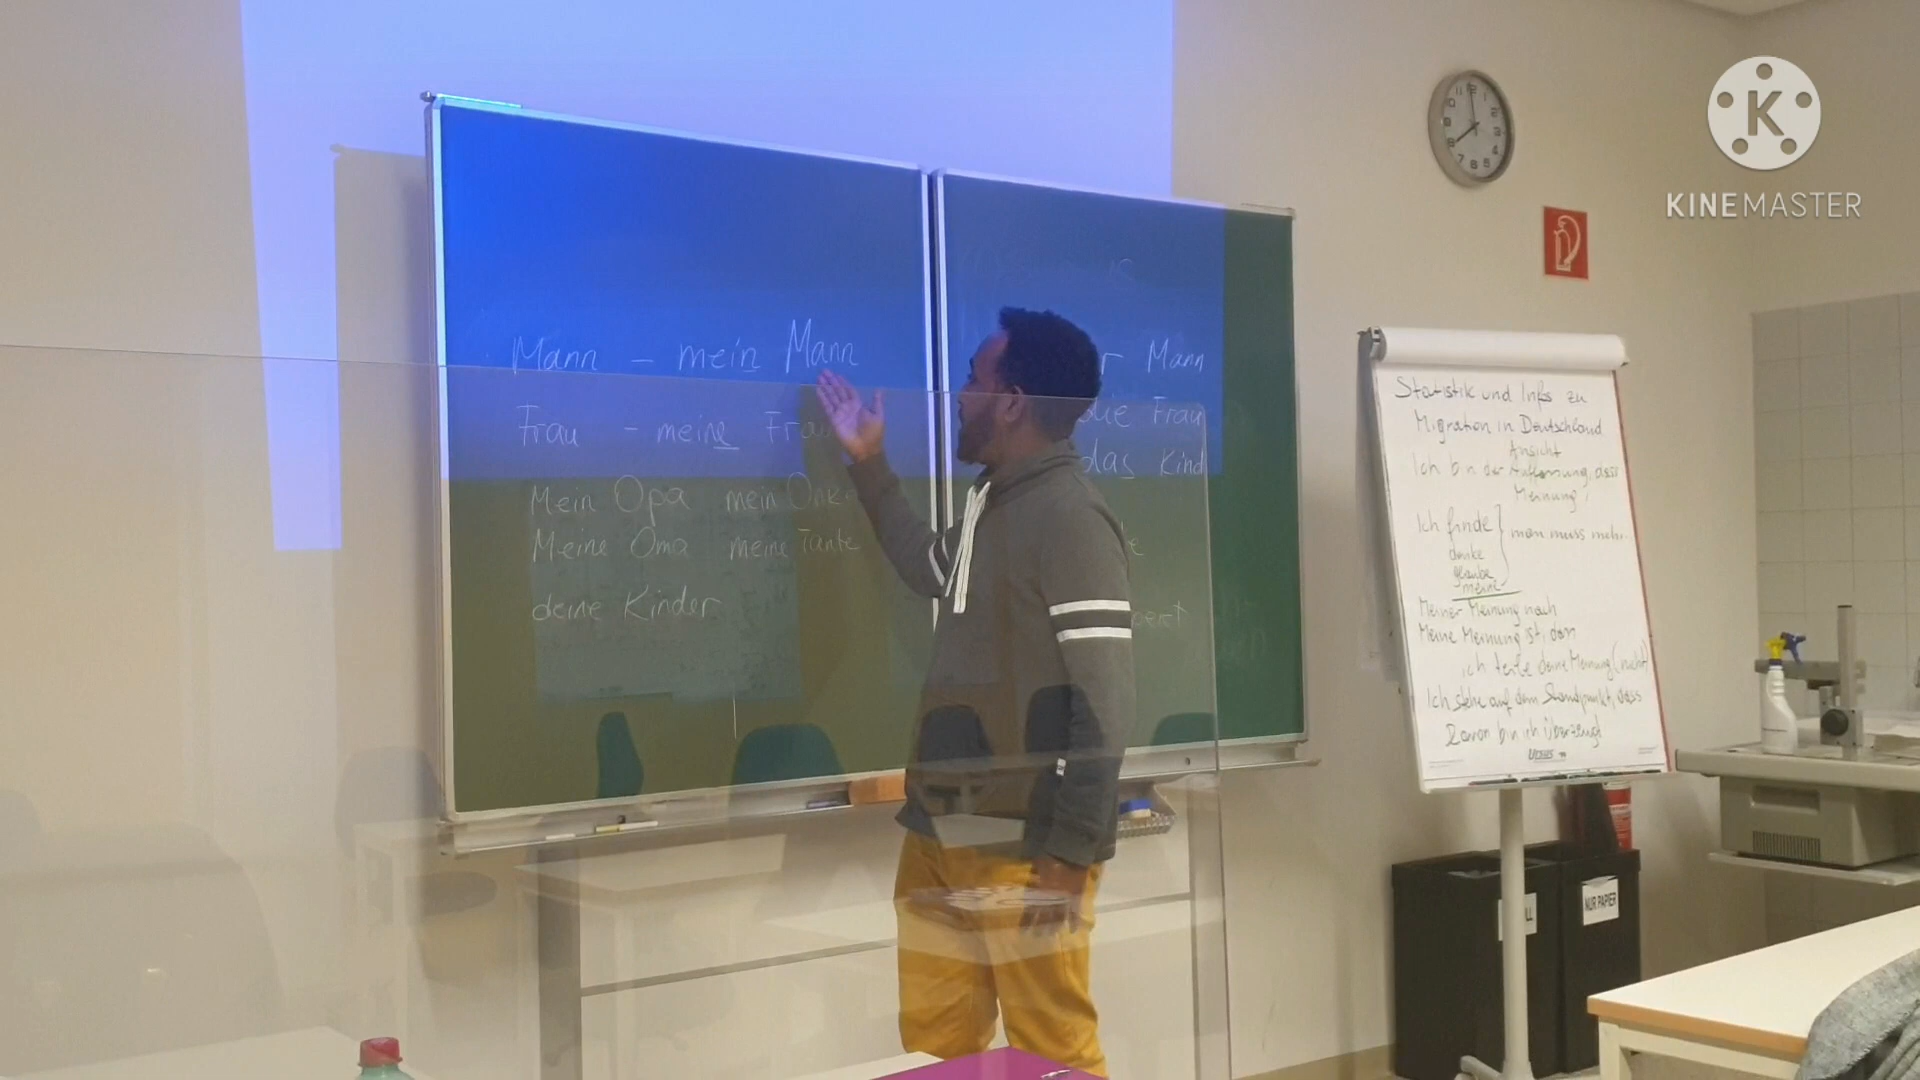 Mann – mein Mann
Frau – meine Frau
Mein Opa mein Onke
Meine Oma meine Tante
deine Kinder
r Mann
die Frau
das Kind
Statistik und Infos zu
Migration in Deutschland
Ansicht
Ich bin der Auffassung, dass
Meinung,
Ich finde } man muss mehr
denke
glaube
meine
Meiner Meinung nach
Meine Meinung ist, dass
ich teile deine Meinung (nicht)
Ich stehe auf dem Standpunkt, dass
Davon bin ich überzeugt
NUR PAPIER
KINEMASTER